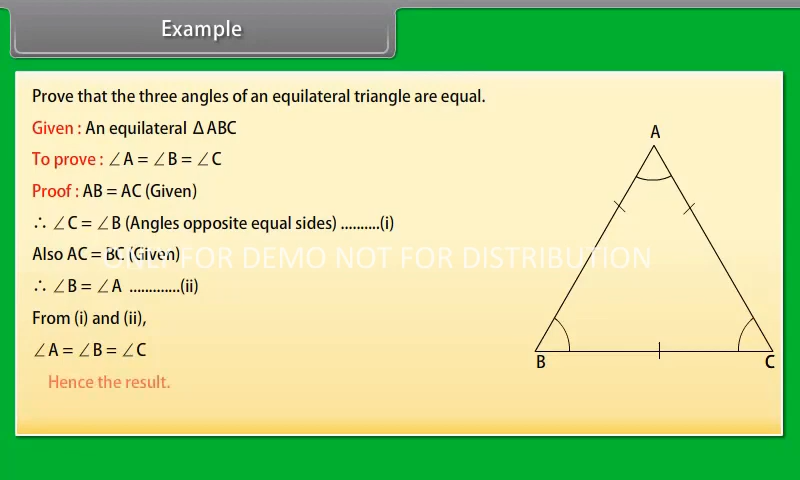 Example
Prove that the three angles of an equilateral triangle are equal.
Given : An equilateral Δ ABC
To prove : ∠A = ∠B = ∠C
Proof : AB = AC (Given)
∴ ∠C = ∠B (Angles opposite equal sides) ..........(i)
Also AC = BC (Given)
ONLY FOR DEMO NOT FOR DISTRIBUTION
∴ ∠B = ∠A .............(ii)
From (i) and (ii),
∠A = ∠B = ∠C
Hence the result.
A
B
C